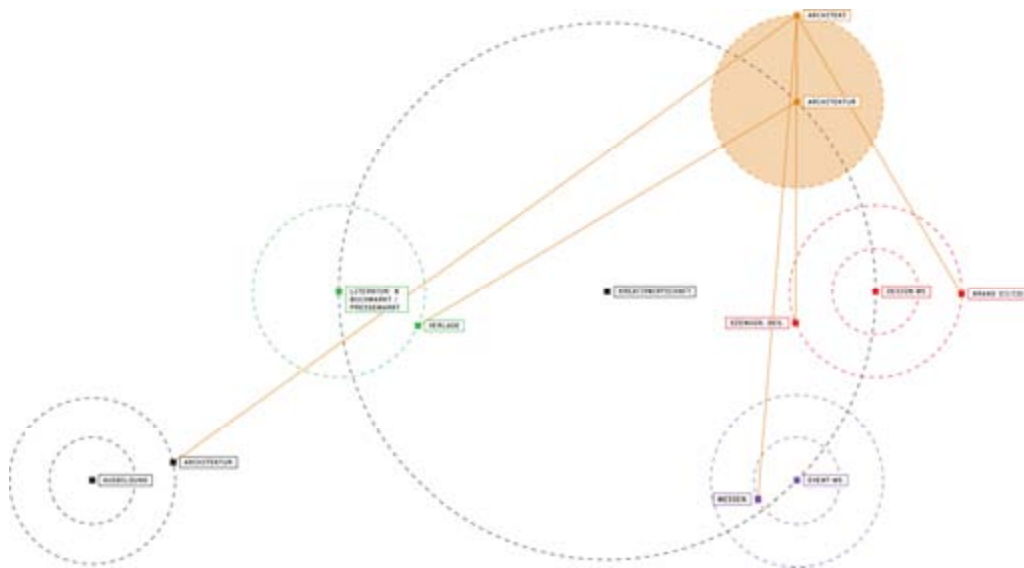 ARCHITEKT
ARCHITEKTUR
LITERATUR- &
BUCHMARKT /
PRESSEMARKT
KREATIVWIRTSCHAFT
DESIGN-WS
VERLAGE
ARCHITEKTUR
AUSBILDUNG
EVENT-WS
MESSEN